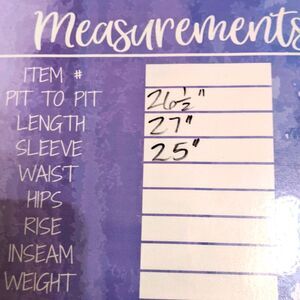 Measurements
ITEM #
PIT TO PIT 26½"
LENGTH 27"
SLEEVE 25"
WAIST
HIPS
RISE
INSEAM
WEIGHT